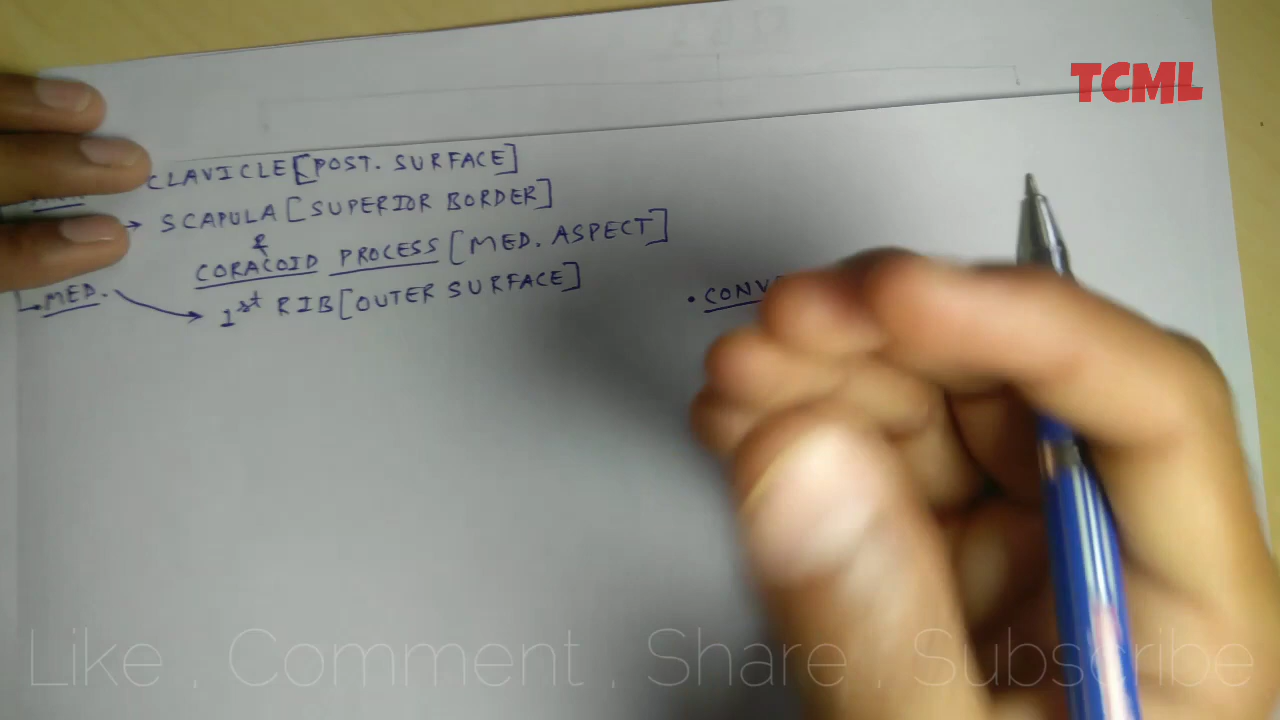 TCML
CLAVICLE [POST. SURFACE]
→ SCAPULA [SUPERIOR BORDER]
&
CORACOID PROCESS [MED. ASPECT]
MED. → 1st RIB [OUTER SURFACE]
Like , Comment , Share , Subscribe